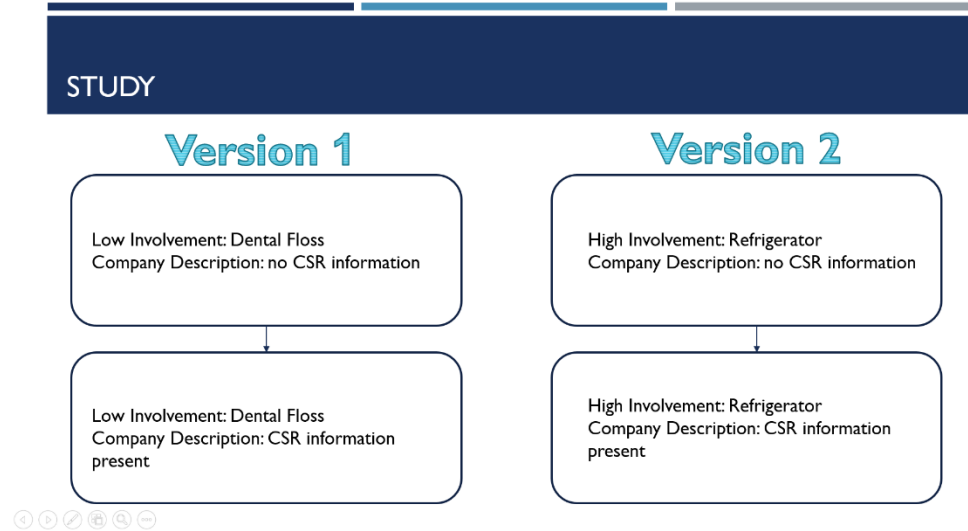 STUDY
Version 1
Version 2
Low Involvement: Dental Floss
Company Description: no CSR information
High Involvement: Refrigerator
Company Description: no CSR information
Low Involvement: Dental Floss
Company Description: CSR information
present
High Involvement: Refrigerator
Company Description: CSR information
present